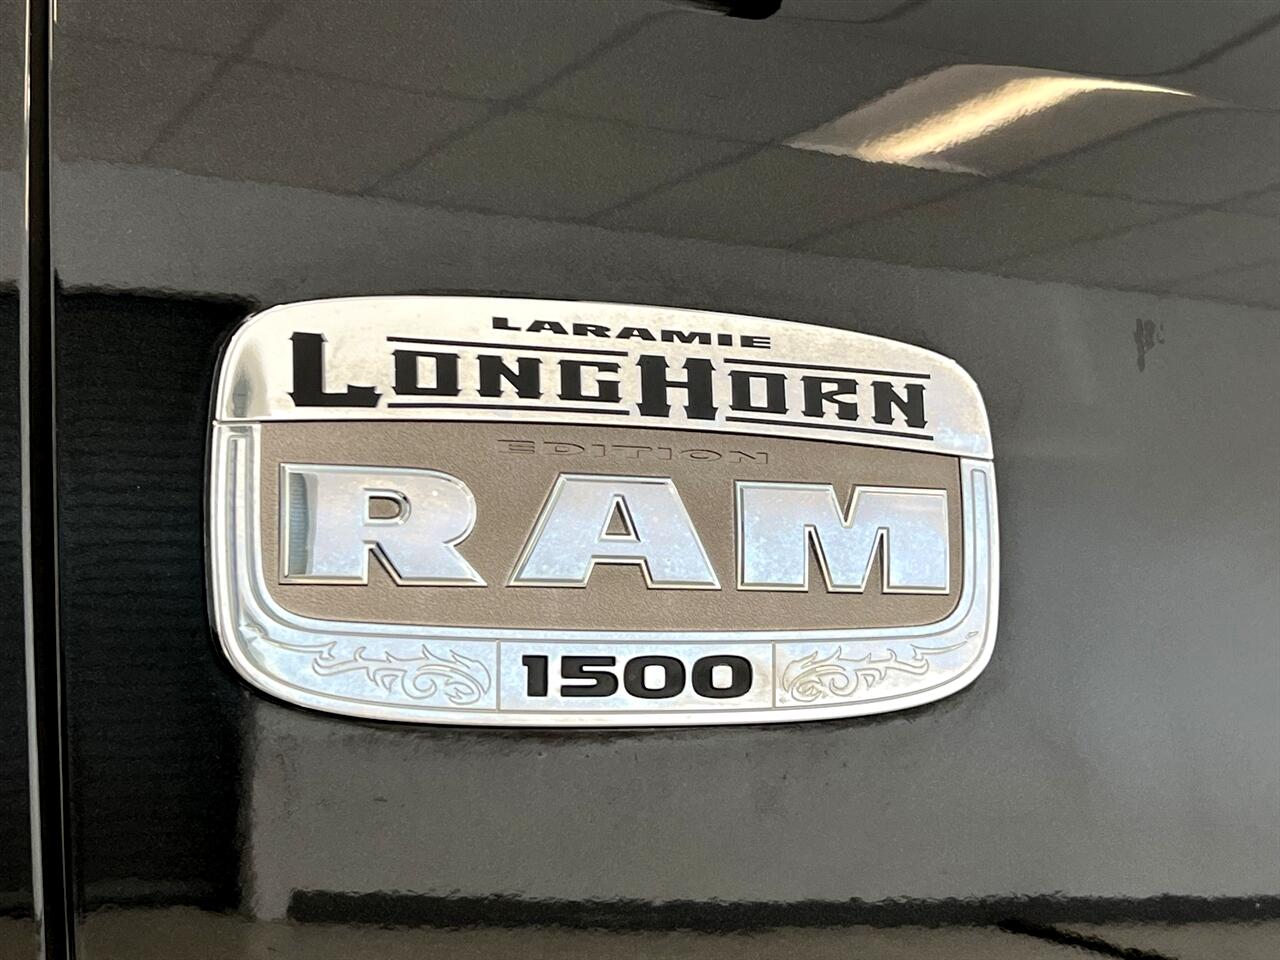 LARAMIE
LONGHORN
EDITION
RAM
1500